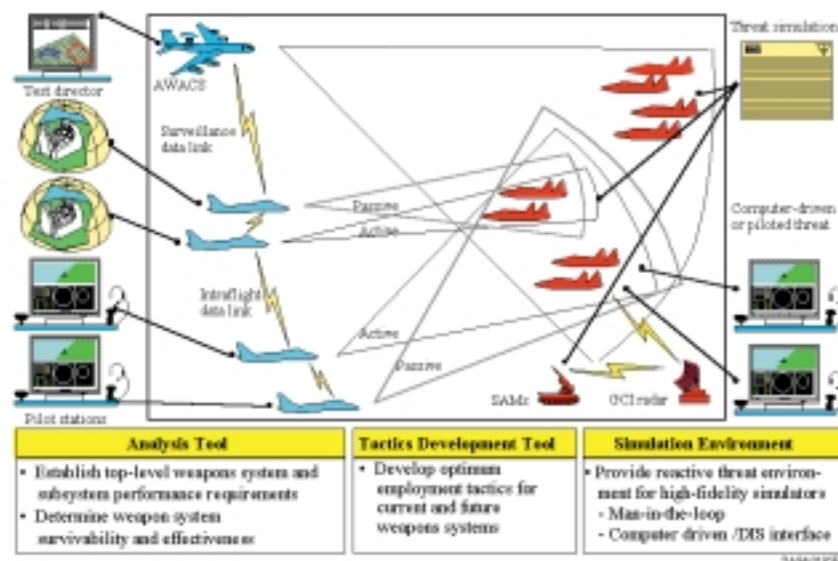 Threat simulation
Test director
AWACS
Surveillance
data link
Passive
Active
Computer-driven
or piloted threat
Intraflight
data link
Active
Passive
SAMs
GCI radar
Pilot stations
Analysis Tool
• Establish top-level weapons system and
subsystem performance requirements
• Determine weapon system
survivability and effectiveness
Tactics Development Tool
• Develop optimum
employment tactics for
current and future
weapons systems
Simulation Environment
• Provide reactive threat environ-
ment for high-fidelity simulators
- Man-in-the-loop
- Computer driven /DIS interface